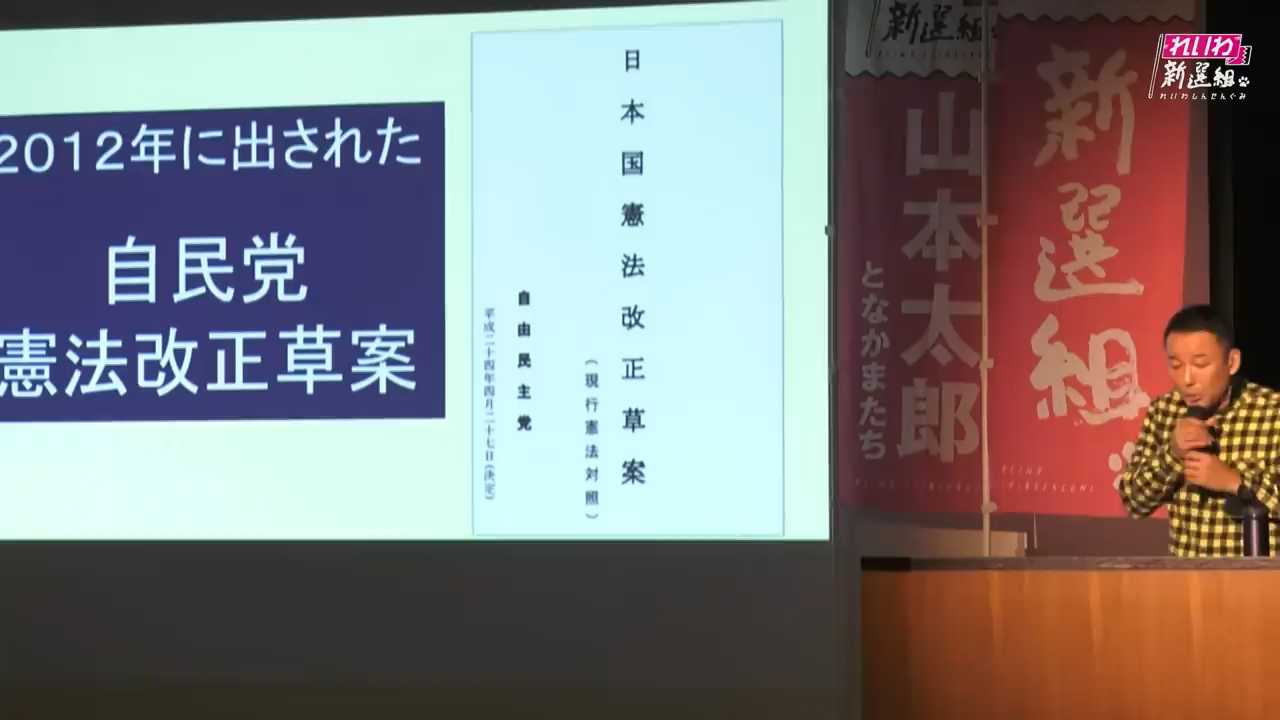 2012年に出された
自民党
憲法改正草案
日本国憲法改正草案
(現行憲法対照)
自由民主党
平成二十四年四月二十七日(決定)
新選組
山本太郎
となかまたち
新選組
れいわ
新選組
れいわしんせんぐみ